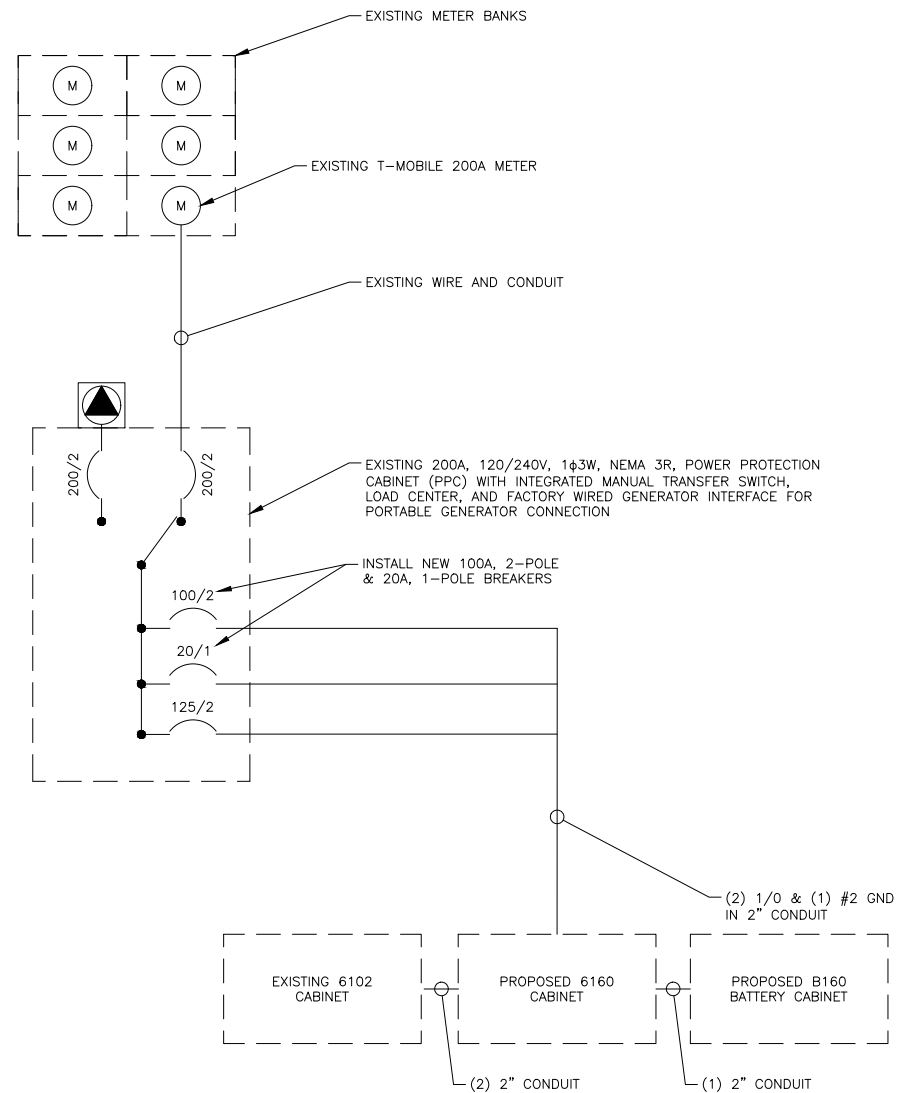 EXISTING METER BANKS
M
M
M
M
EXISTING T-MOBILE 200A METER
M
M
EXISTING WIRE AND CONDUIT
200/2
200/2
EXISTING 200A, 120/240V, 1ϕ3W, NEMA 3R, POWER PROTECTION
CABINET (PPC) WITH INTEGRATED MANUAL TRANSFER SWITCH,
LOAD CENTER, AND FACTORY WIRED GENERATOR INTERFACE FOR
PORTABLE GENERATOR CONNECTION
INSTALL NEW 100A, 2-POLE
& 20A, 1-POLE BREAKERS
100/2
20/1
125/2
(2) 1/0 & (1) #2 GND
IN 2" CONDUIT
EXISTING 6102
CABINET
PROPOSED 6160
CABINET
PROPOSED B160
BATTERY CABINET
(2) 2" CONDUIT
(1) 2" CONDUIT